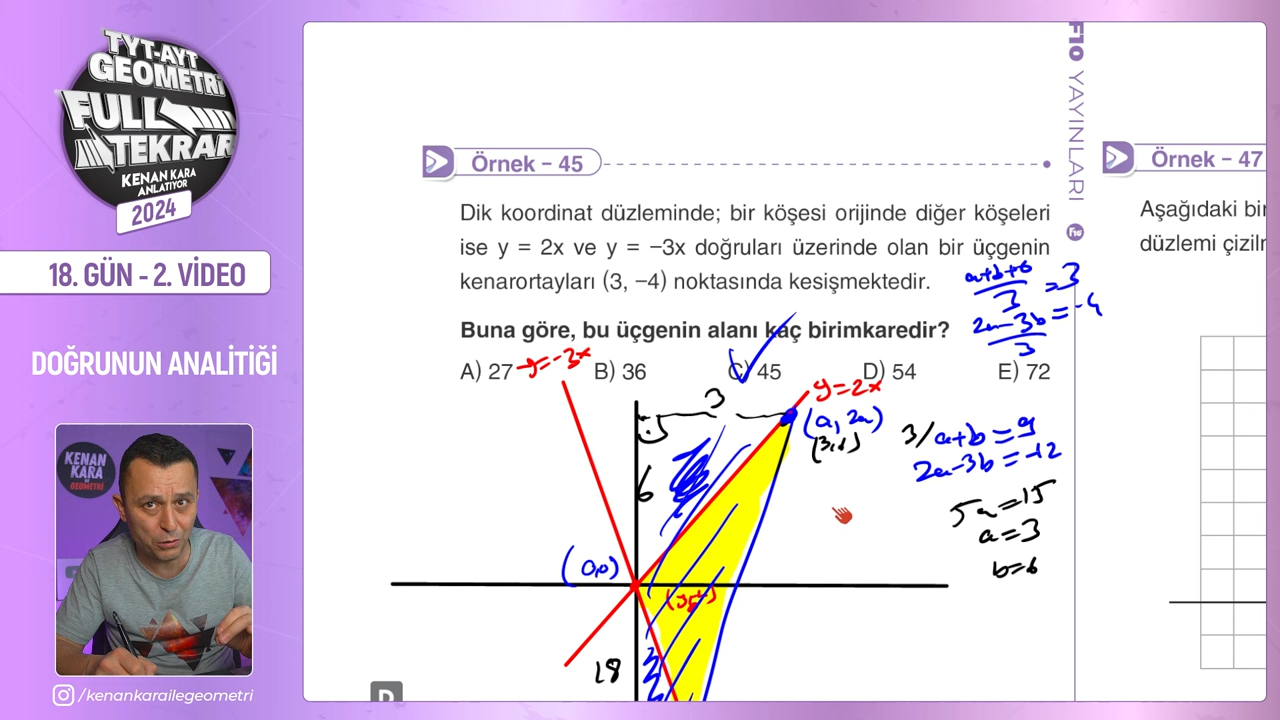 TYT-AYT
GEOMETRİ
FULL
TEKRAR
KENAN KARA
ANLATIYOR
2024
18. GÜN - 2. VİDEO
DOĞRUNUN ANALİTİĞİ
KENAN
KARA
GEOMETRİ
/kenankarailegeometri
Örnek – 45
Dik koordinat düzleminde; bir köşesi orijinde diğer köşeleri
ise y = 2x ve y = –3x doğruları üzerinde olan bir üçgenin
kenarortayları (3, –4) noktasında kesişmektedir.
Buna göre, bu üçgenin alanı kaç birimkaredir?
A) 27 B) 36 C) 45 D) 54 E) 72
a+b+0
3
=3
2a-3b
3
=-4
y=-3x
y=2x
3
(a, 2a)
(3,6)
6
(0,0)
18
3/ a+b=9
2a-3b=-12
5a=15
a=3
b=6
F10 YAYINLARI
F10
Örnek – 47
Aşağıdaki bir
düzlemi çizilm